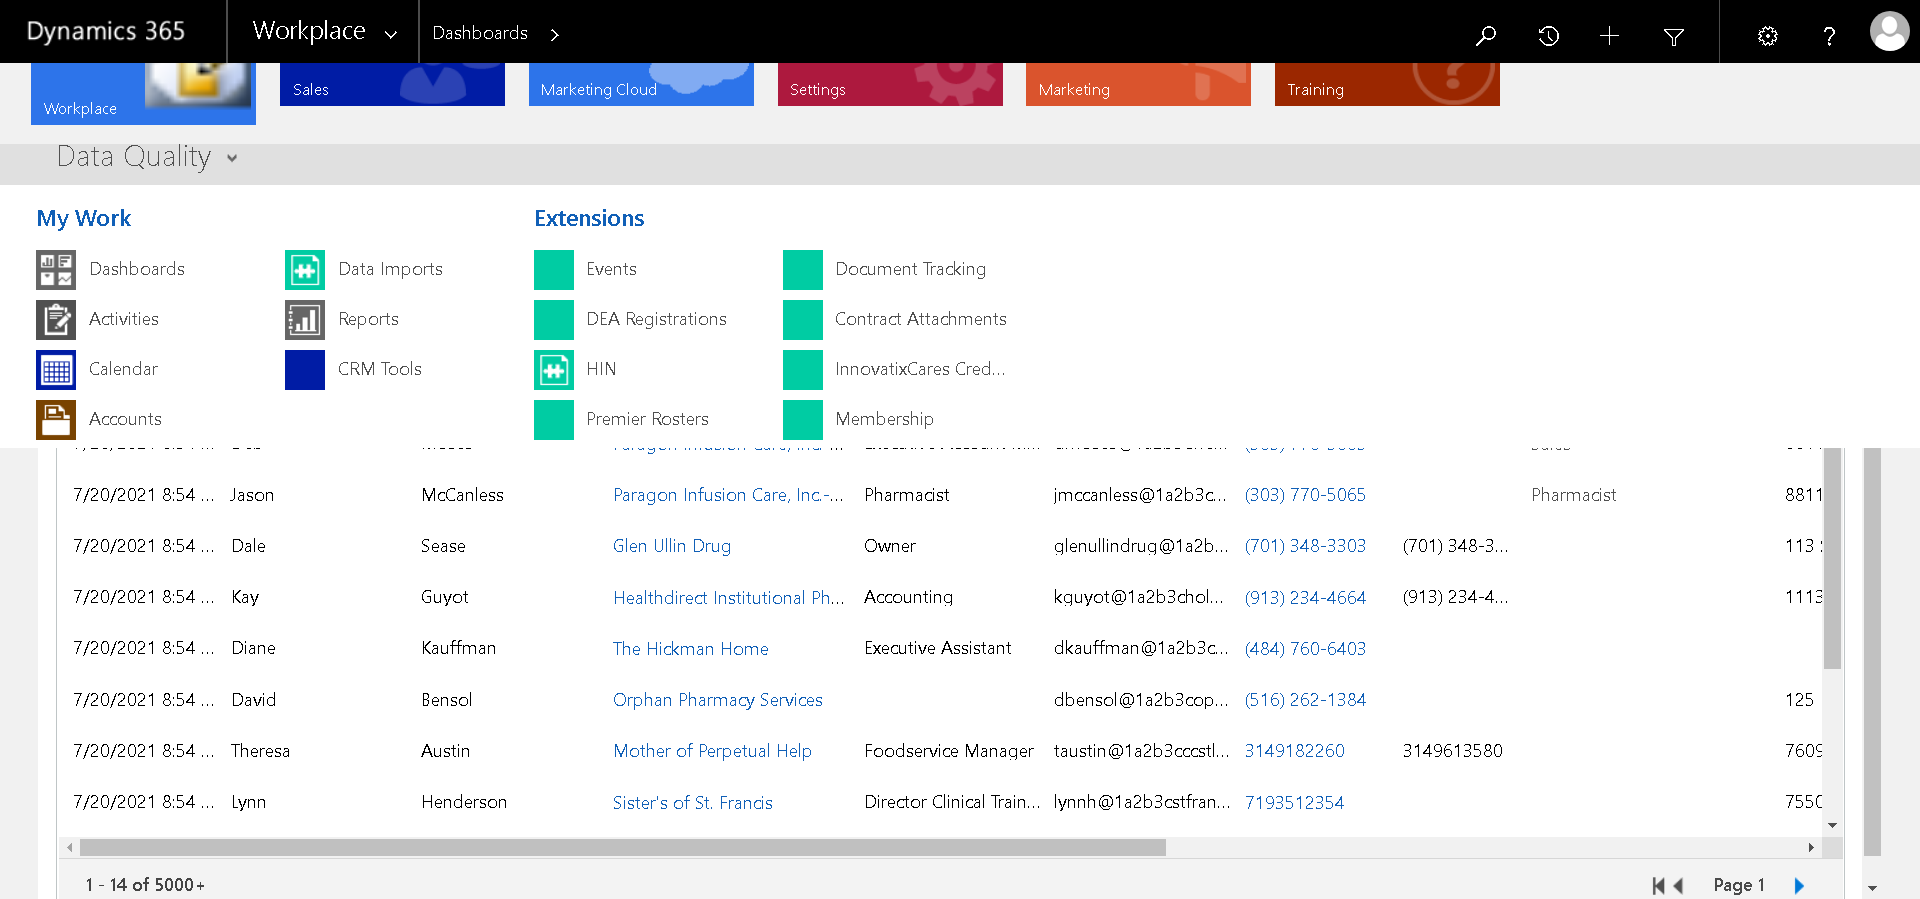 Dynamics 365 Workplace Dashboards ?
Workplace Sales Marketing Cloud Settings Marketing Training
Data Quality
My Work Extensions
Dashboards Data Imports Events Document Tracking
Activities Reports DEA Registrations Contract Attachments
Calendar CRM Tools HIN InnovatixCares Cred...
Accounts Premier Rosters Membership
7/20/2021 8:54 ... Jason McCanless Paragon Infusion Care, Inc.-... Pharmacist jmccanless@1a2b3c... (303) 770-5065 Pharmacist 8811
7/20/2021 8:54 ... Dale Sease Glen Ullin Drug Owner glenullindrug@1a2b... (701) 348-3303 (701) 348-3... 113
7/20/2021 8:54 ... Kay Guyot Healthdirect Institutional Ph... Accounting kguyot@1a2b3chol... (913) 234-4664 (913) 234-4... 1113
7/20/2021 8:54 ... Diane Kauffman The Hickman Home Executive Assistant dkauffman@1a2b3c... (484) 760-6403
7/20/2021 8:54 ... David Bensol Orphan Pharmacy Services dbensol@1a2b3cop... (516) 262-1384 125
7/20/2021 8:54 ... Theresa Austin Mother of Perpetual Help Foodservice Manager taustin@1a2b3cccstl... 3149182260 3149613580 7609
7/20/2021 8:54 ... Lynn Henderson Sister's of St. Francis Director Clinical Train... lynnh@1a2b3cstfran... 7193512354 7550
1 - 14 of 5000+ Page 1